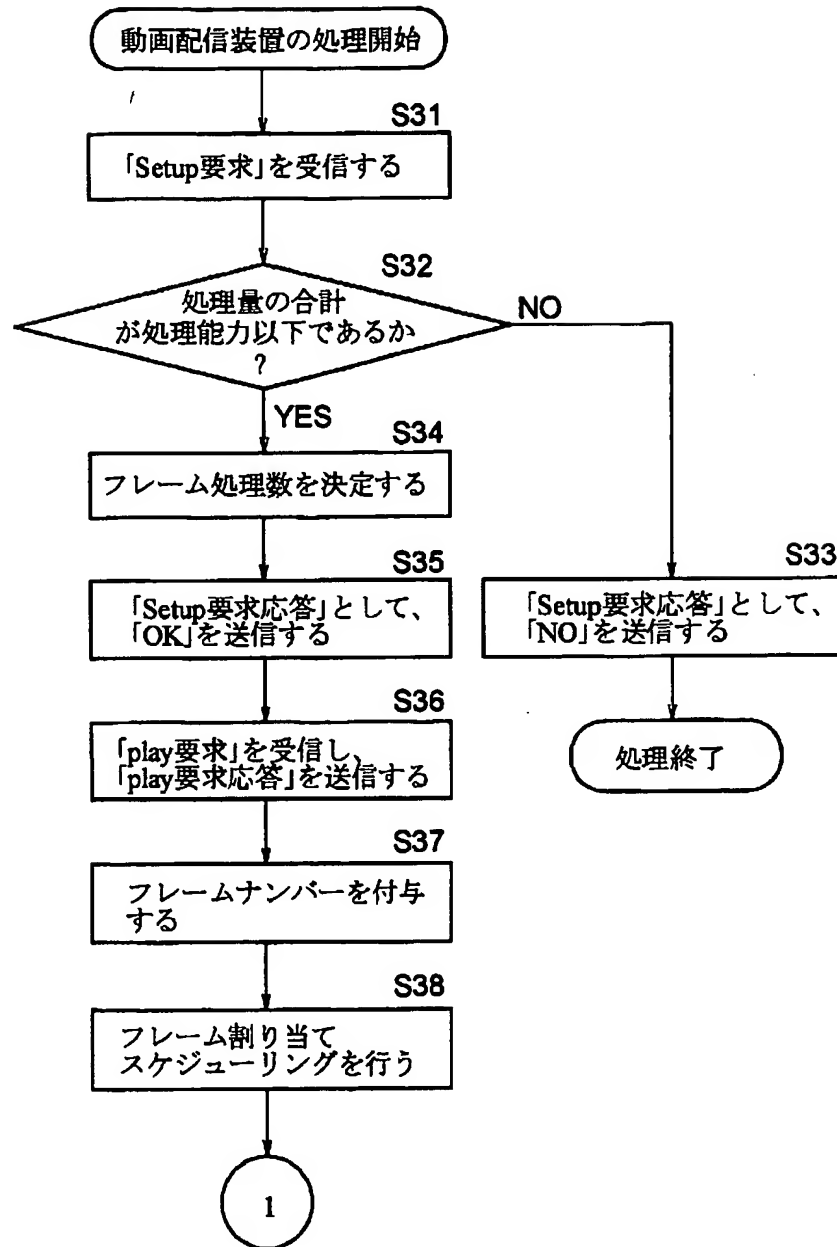 動画配信装置の処理開始
S31
「Setup要求」を受信する
S32
処理量の合計
が処理能力以下であるか
?
NO
YES
S34
フレーム処理数を決定する
S35
「Setup要求応答」として、
「OK」を送信する
S33
「Setup要求応答」として、
「NO」を送信する
S36
「play要求」を受信し、
「play要求応答」を送信する
処理終了
S37
フレームナンバーを付与
する
S38
フレーム割り当て
スケジューリングを行う
1